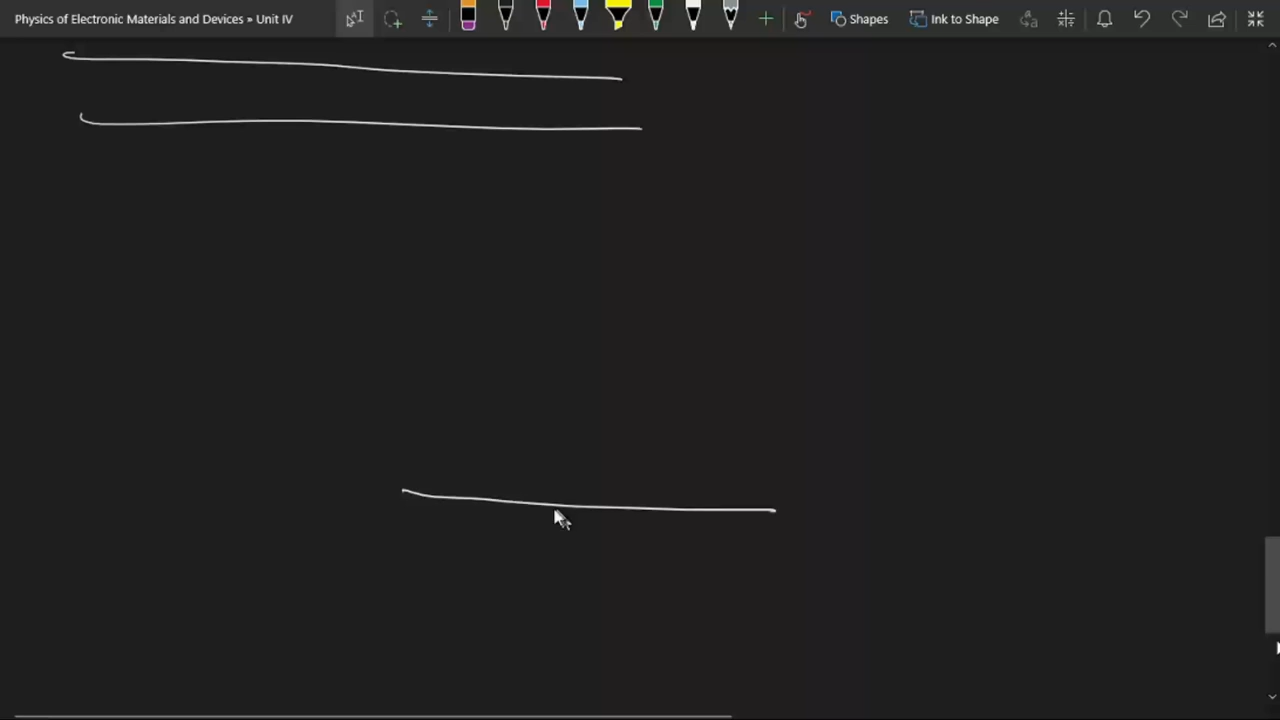 Physics of Electronic Materials and Devices » Unit IV
Shapes
Ink to Shape